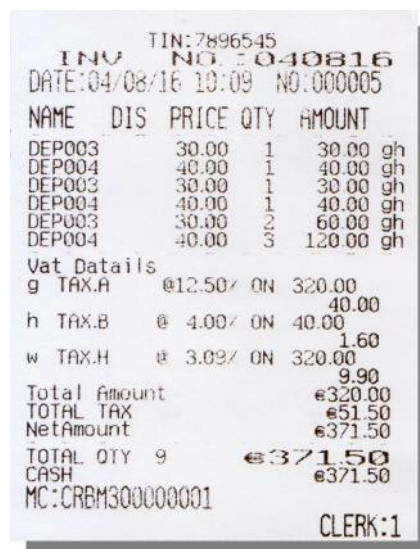 TIN:7896545
INV NO.:040816
DATE:04/08/16 10:09 NO:000005
NAME DIS PRICE QTY AMOUNT
DEP003 30.00 1 30.00 gh
DEP004 40.00 1 40.00 gh
DEP003 30.00 1 30.00 gh
DEP004 40.00 1 40.00 gh
DEP003 30.00 2 60.00 gh
DEP004 40.00 3 120.00 gh
Vat Datails
g TAX.A @12.50% ON 320.00
40.00
h TAX.B @ 4.00% ON 40.00
1.60
w TAX.H @ 3.09% ON 320.00
9.90
Total Amount €320.00
TOTAL TAX €51.50
NetAmount €371.50
TOTAL QTY 9 €371.50
CASH €371.50
MC:CRBM300000001
CLERK:1